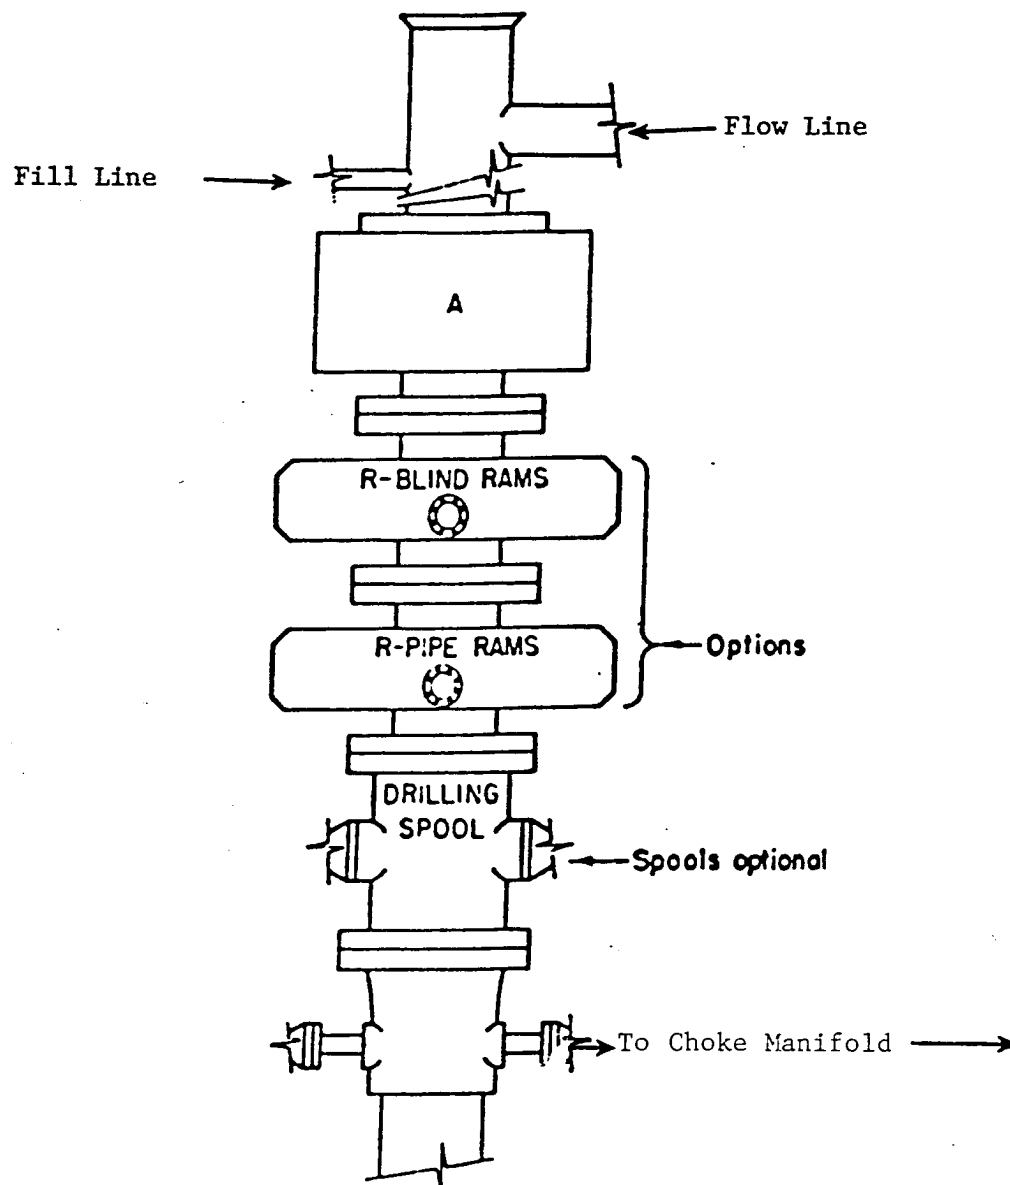 Flow Line
Fill Line
A
R-BLIND RAMS
R-PIPE RAMS
Options
DRILLING
SPOOL
Spools optional
To Choke Manifold